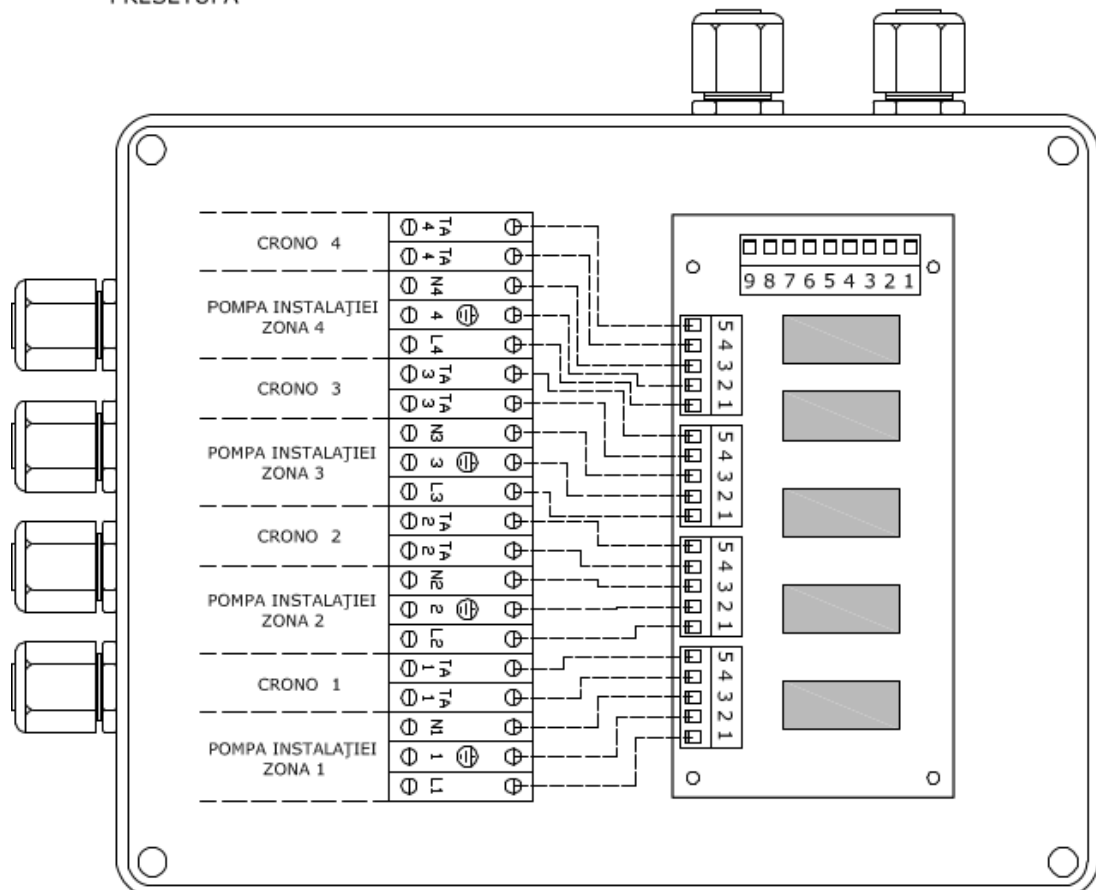 PRESETUPA
CRONO 4
POMPA INSTALAȚIEI
ZONA 4
CRONO 3
POMPA INSTALAȚIEI
ZONA 3
CRONO 2
POMPA INSTALAȚIEI
ZONA 2
CRONO 1
POMPA INSTALAȚIEI
ZONA 1
4 TA
4 TA
N4
4
L4
3 TA
3 TA
N3
3
L3
2 TA
2 TA
N2
2
L2
1 TA
1 TA
N1
1
L1
9 8 7 6 5 4 3 2 1
5
4
3
2
1
5
4
3
2
1
5
4
3
2
1
5
4
3
2
1